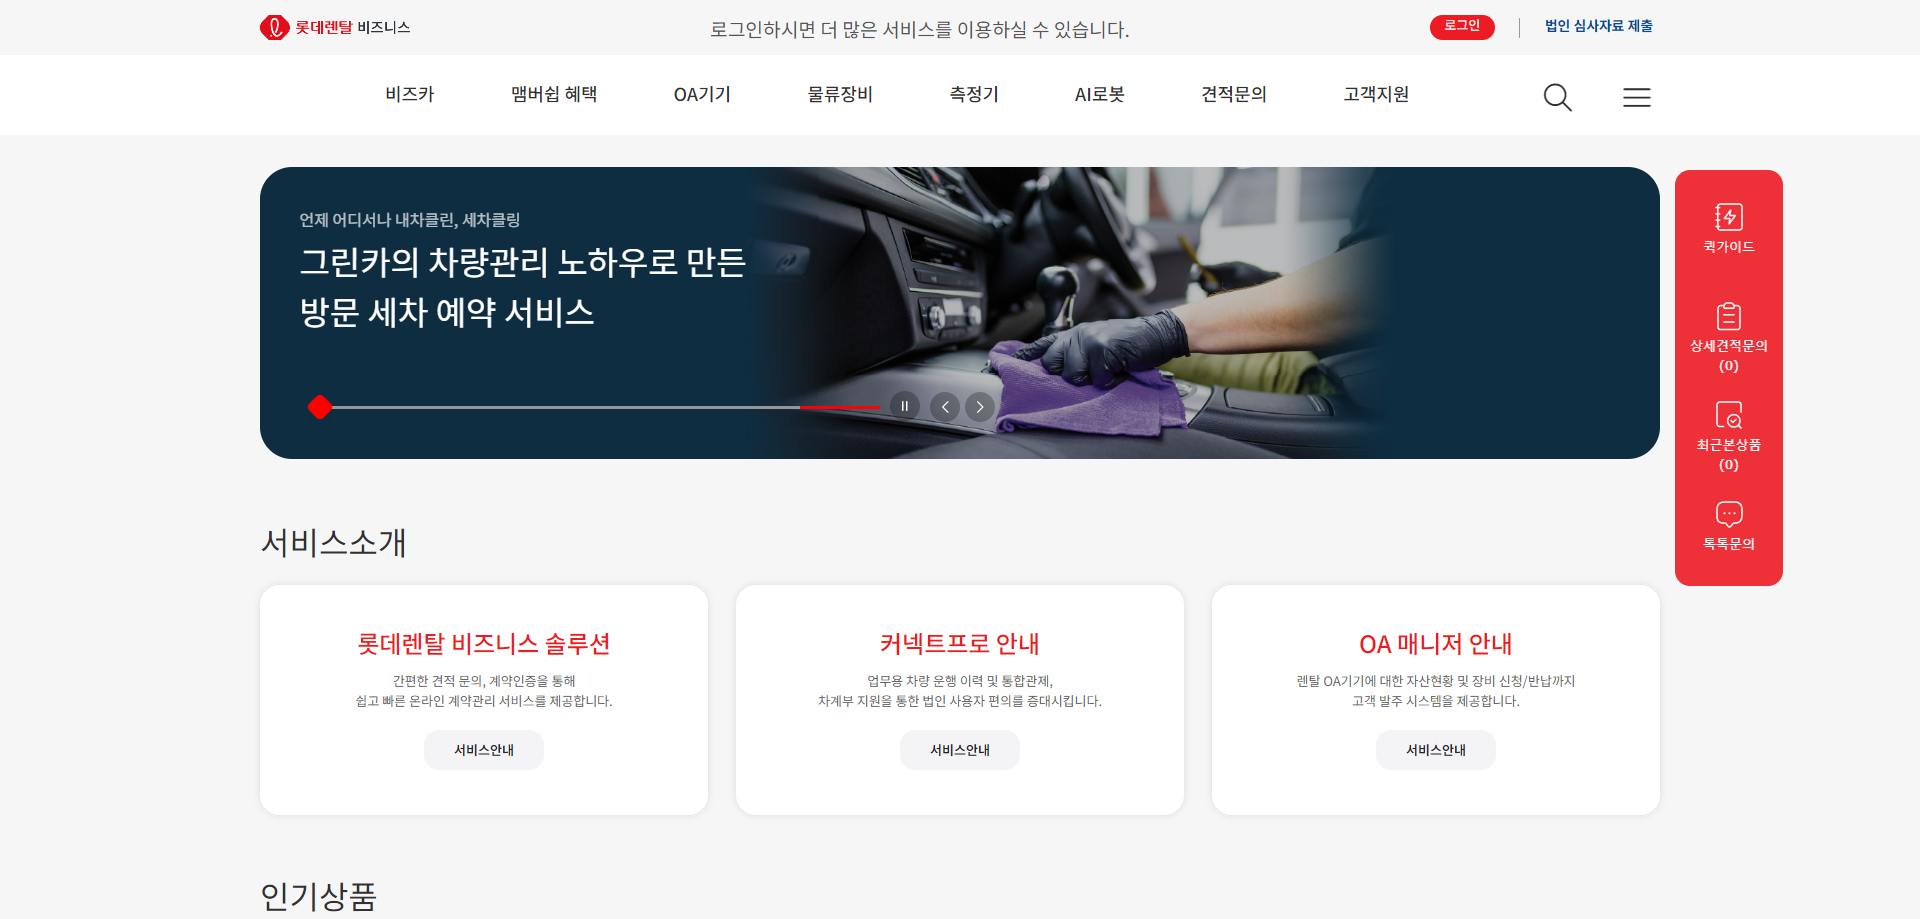 롯데렌탈 비즈니스
로그인하시면 더 많은 서비스를 이용하실 수 있습니다.
로그인
법인 심사자료 제출
비즈카
맴버쉽 혜택
OA기기
물류장비
측정기
AI로봇
견적문의
고객지원
언제 어디서나 내차클린, 세차클링
그린카의 차량관리 노하우로 만든
방문 세차 예약 서비스
퀵가이드
상세견적문의
(0)
최근본상품
(0)
톡톡문의
서비스소개
롯데렌탈 비즈니스 솔루션
간편한 견적 문의, 계약인증을 통해
쉽고 빠른 온라인 계약관리 서비스를 제공합니다.
서비스안내
커넥트프로 안내
업무용 차량 운행 이력 및 통합관제,
차계부 지원을 통한 법인 사용자 편의를 증대시킵니다.
서비스안내
OA 매니저 안내
렌탈 OA기기에 대한 자산현황 및 장비 신청/반납까지
고객 발주 시스템을 제공합니다.
서비스안내
인기상품